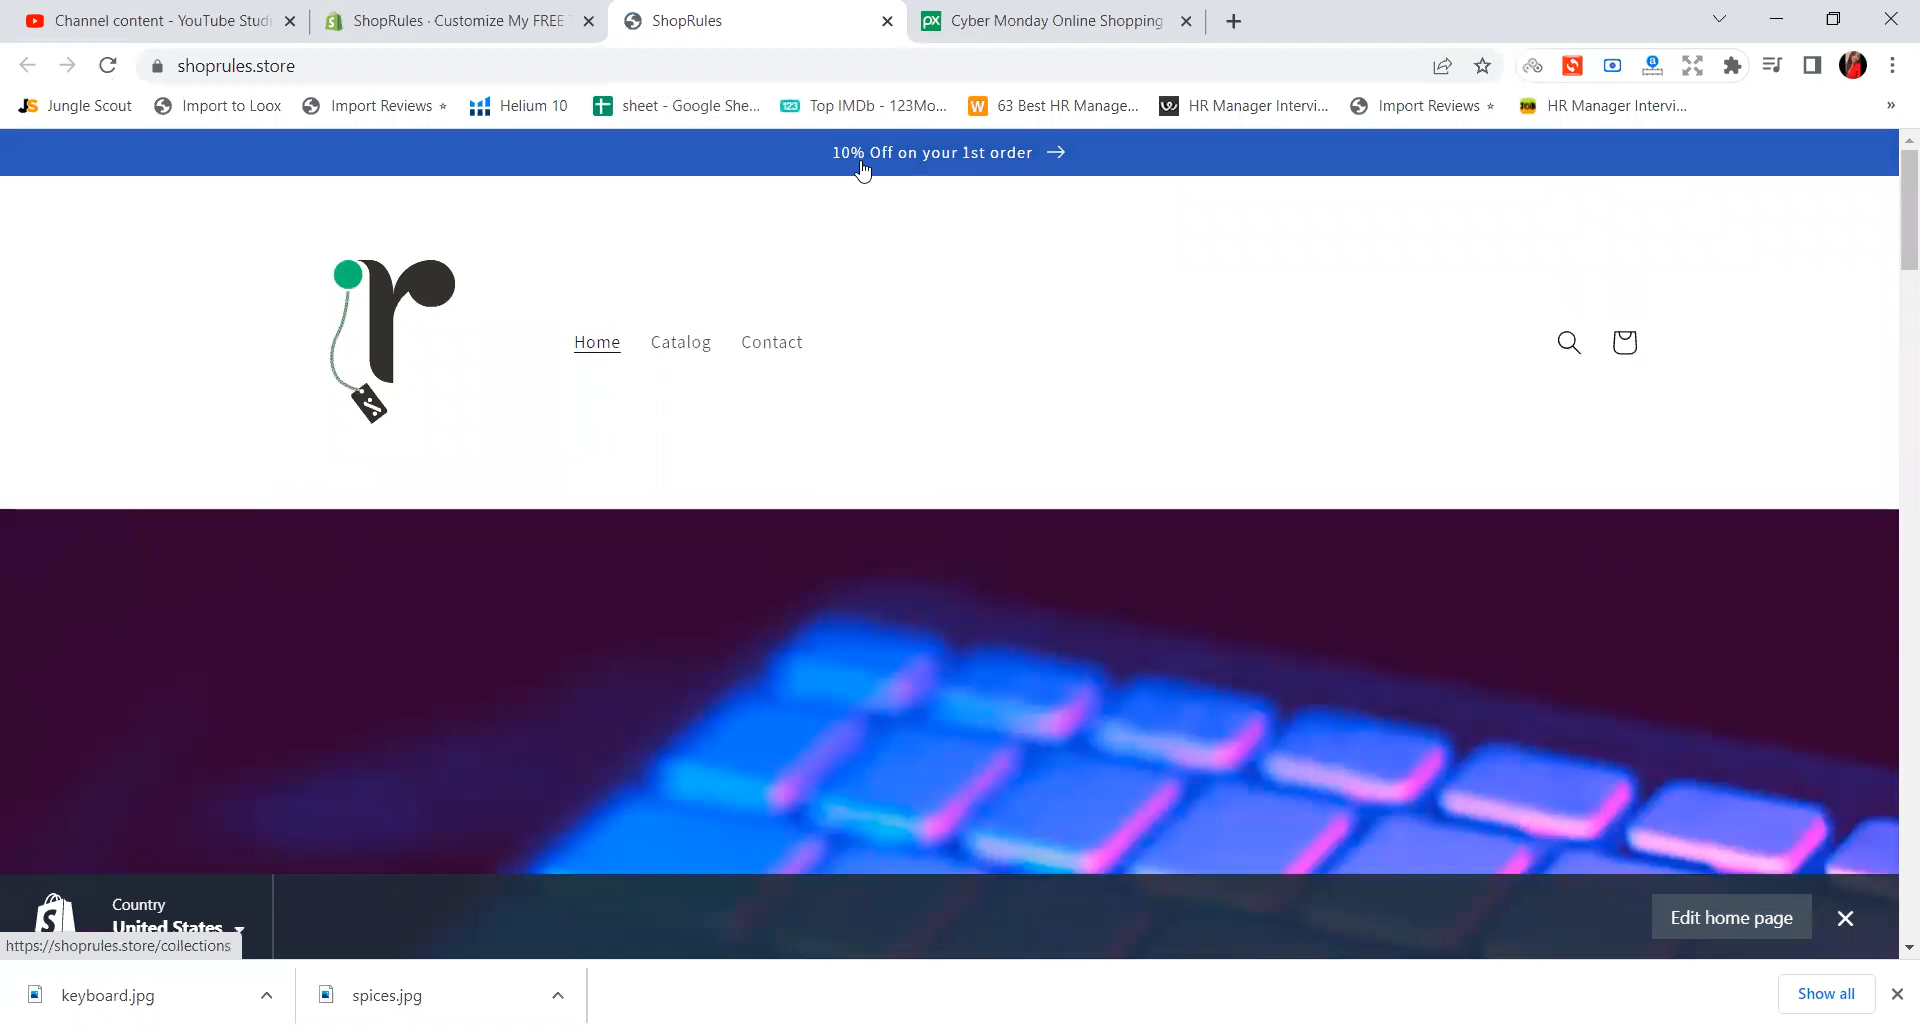 Channel content - YouTube Studi
ShopRules · Customize My FREE T
ShopRules
Cyber Monday Online Shopping
shoprules.store
Jungle Scout
Import to Loox
Import Reviews ⭑
Helium 10
sheet - Google She...
Top IMDb - 123Mo...
63 Best HR Manage...
HR Manager Intervi...
Import Reviews ⭑
HR Manager Intervi...
»
10% Off on your 1st order →
r
Home
Catalog
Contact
Country
United States
Edit home page
https://shoprules.store/collections
keyboard.jpg
spices.jpg
Show all